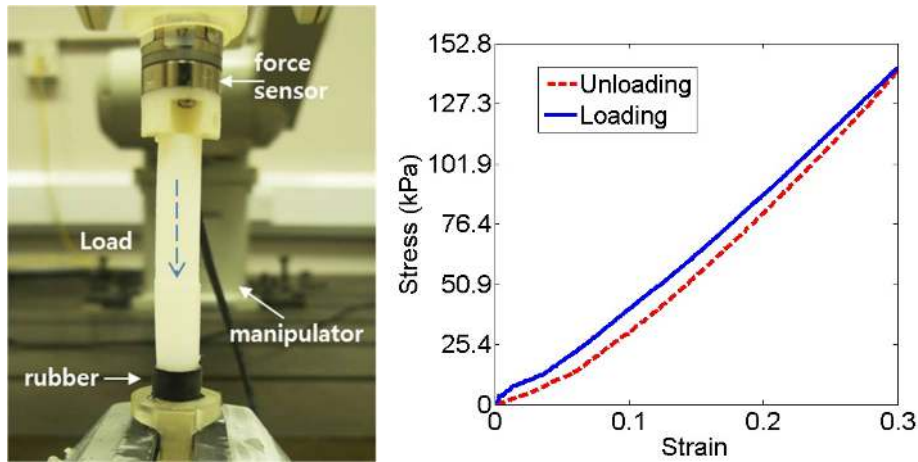 force
sensor
Load
manipulator
rubber
152.8
127.3
101.9
76.4
50.9
25.4
0
Stress (kPa)
Unloading
Loading
0 0.1 0.2 0.3
Strain